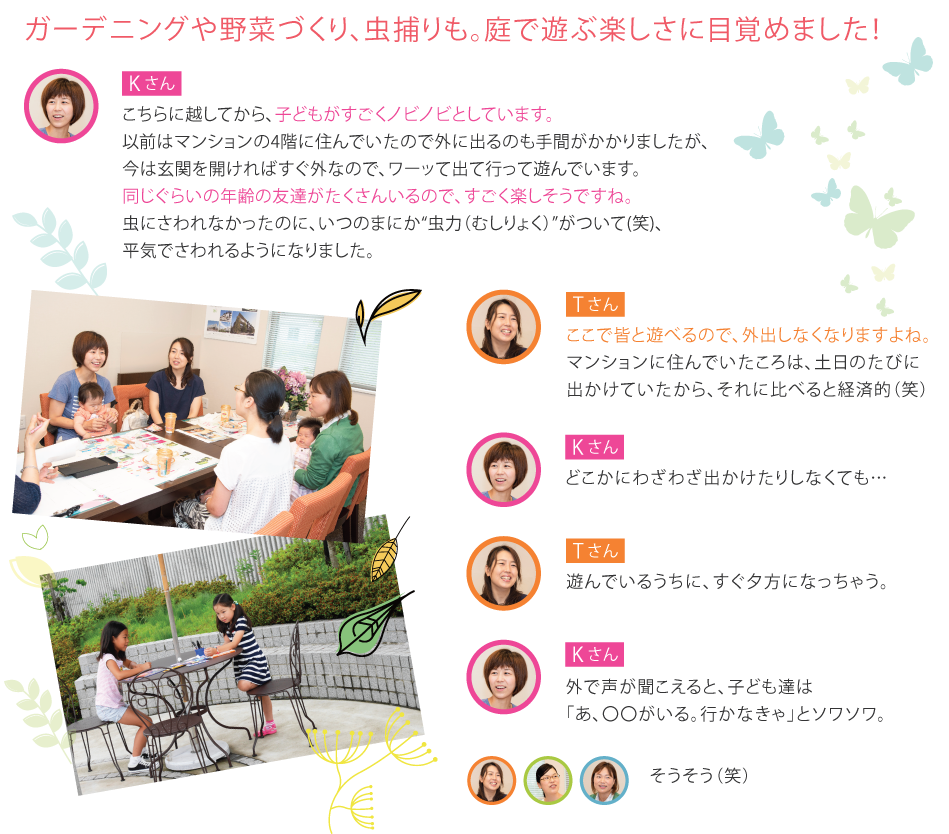 ガーデニングや野菜づくり、虫捕りも。庭で遊ぶ楽しさに目覚めました!
Kさん
こちらに越してから、子どもがすごくノビノビとしています。
以前はマンションの4階に住んでいたので外に出るのも手間がかかりましたが、
今は玄関を開ければすぐ外なので、ワーッて出て行って遊んでいます。
同じぐらいの年齢の友達がたくさんいるので、すごく楽しそうですね。
虫にさわれなかったのに、いつのまにか“虫力（むしりょく）”がついて(笑)、
平気でさわれるようになりました。
Tさん
ここで皆と遊べるので、外出しなくなりますよね。
マンションに住んでいたころは、土日のたびに
出かけていたから、それに比べると経済的（笑）
Kさん
どこかにわざわざ出かけたりしなくても…
Tさん
遊んでいるうちに、すぐ夕方になっちゃう。
Kさん
外で声が聞こえると、子ども達は
「あ、〇〇がいる。行かなきゃ」とソワソワ。
そうそう（笑）